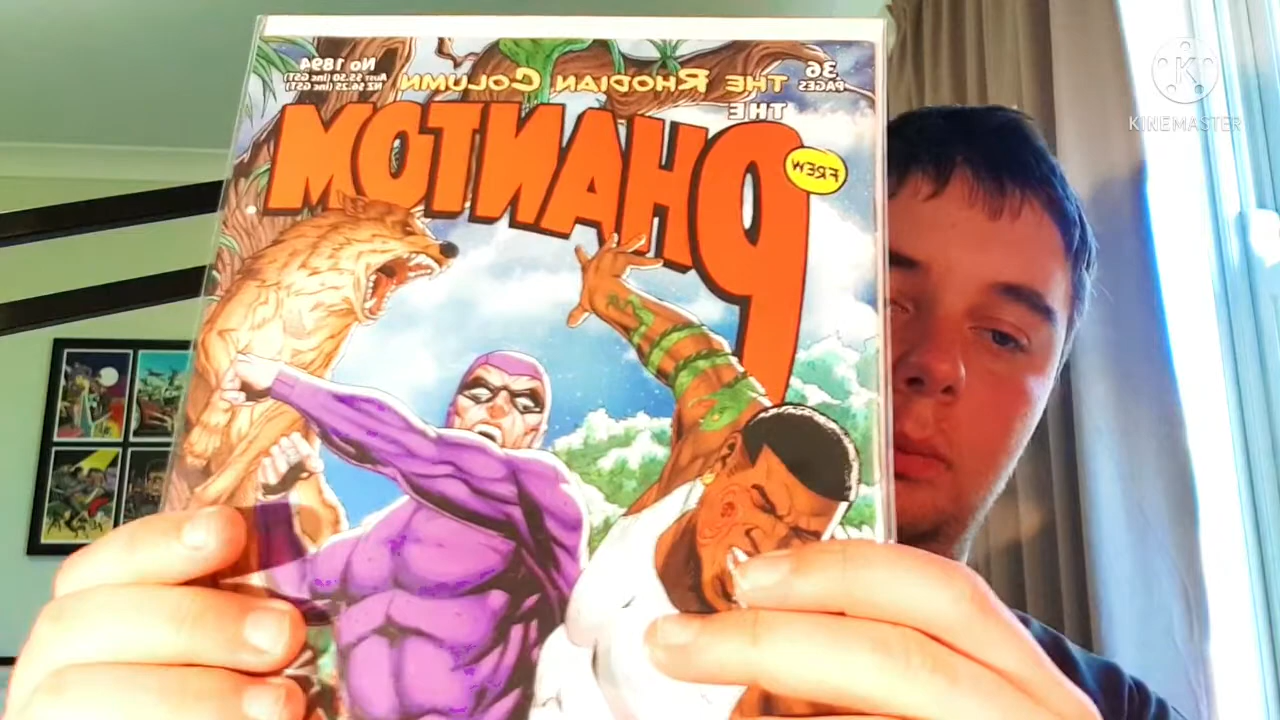 36 PAGES
THE RHODIAN COLUMN
No 1894
Aust $5.50 (inc GST)
NZ $6.25 (inc GST)
THE
PHANTOM
FREW
K
KINEMASTER